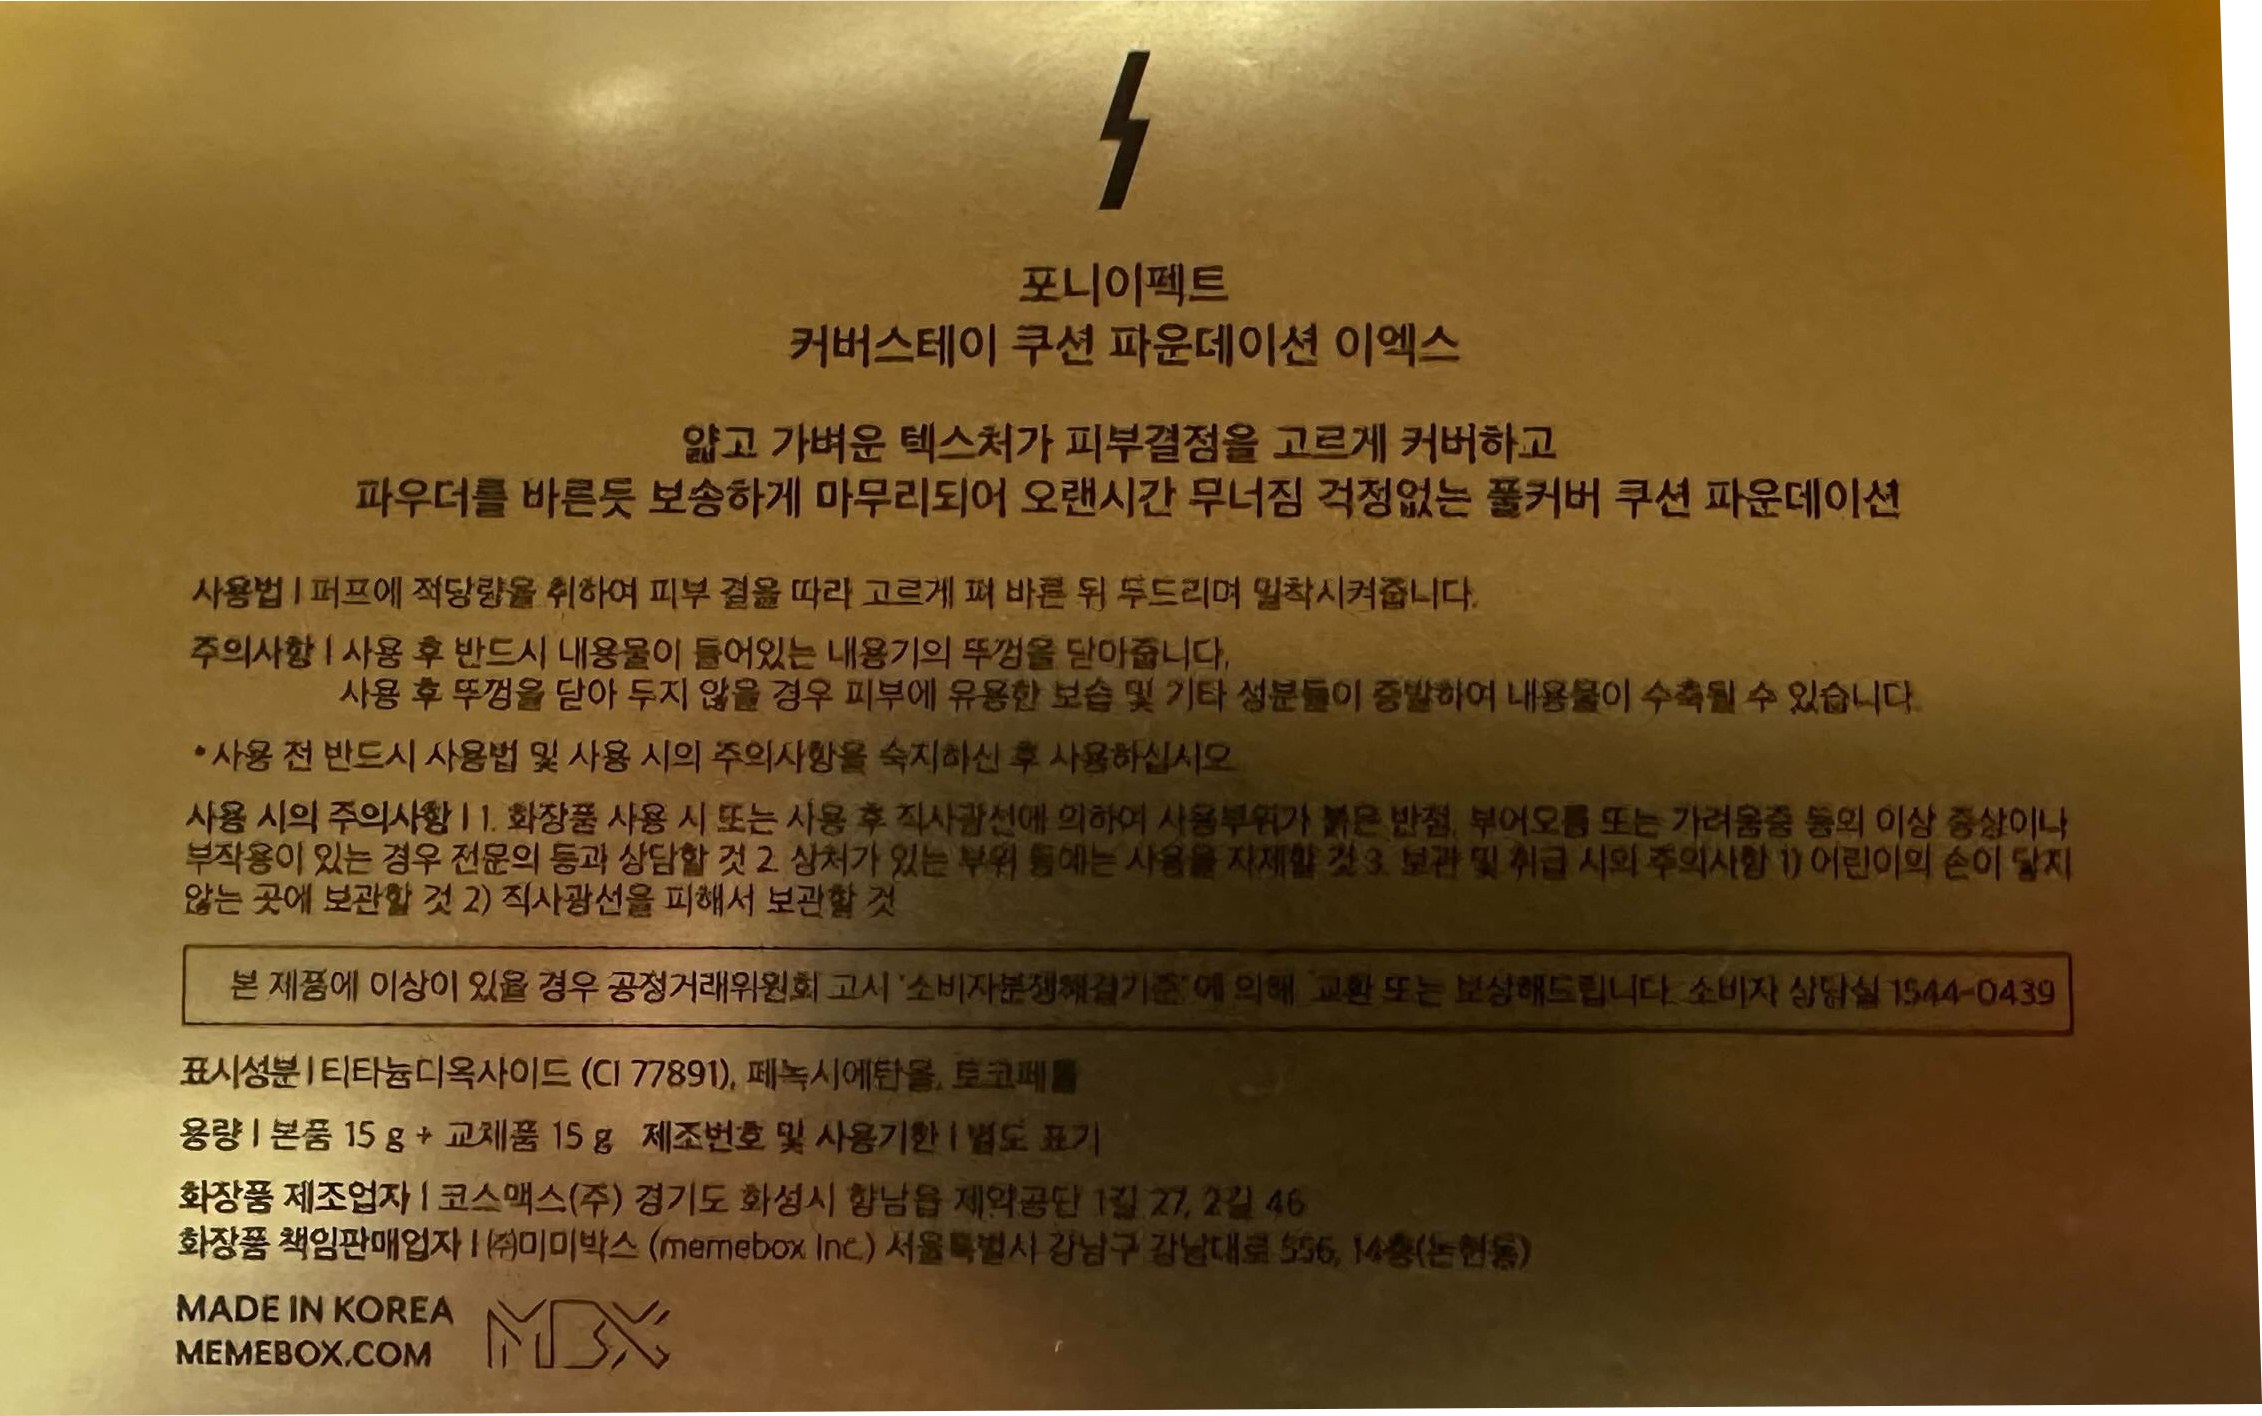 포니이펙트
커버스테이 쿠션 파운데이션 이엑스
얇고 가벼운 텍스처가 피부결점을 고르게 커버하고
파우더를 바른듯 보송하게 마무리되어 오랜시간 무너짐 걱정없는 풀커버 쿠션 파운데이션
사용법 | 퍼프에 적당량을 취하여 피부 결을 따라 고르게 펴 바른 뒤 두드리며 밀착시켜줍니다.
주의사항 | 사용 후 반드시 내용물이 들어있는 내용기의 뚜껑을 닫아줍니다.
사용 후 뚜껑을 닫아 두지 않을 경우 피부에 유용한 보습 및 기타 성분들이 증발하여 내용물이 수축될 수 있습니다.
• 사용 전 반드시 사용법 및 사용 시의 주의사항을 숙지하신 후 사용하십시오
사용 시의 주의사항 | 1. 화장품 사용 시 또는 사용 후 직사광선에 의하여 사용부위가 붉은 반점, 부어오름 또는 가려움증 등의 이상 증상이나
부작용이 있는 경우 전문의 등과 상담할 것 2. 상처가 있는 부위 등에는 사용을 자제할 것 3. 보관 및 취급 시의 주의사항 1) 어린이의 손이 닿지
않는 곳에 보관할 것 2) 직사광선을 피해서 보관할 것
본 제품에 이상이 있을 경우 공정거래위원회 고시 '소비자분쟁해결기준'에 의해 교환 또는 보상해드립니다. 소비자 상담실 1544-0439
표시성분 | 티타늄디옥사이드 (CI 77891), 페녹시에탄올, 토코페롤
용량 | 본품 15 g + 교체품 15 g 제조번호 및 사용기한 | 별도 표기
화장품 제조업자 | 코스맥스(주) 경기도 화성시 향남읍 제약공단 1길 27, 2길 46
화장품 책임판매업자 | ㈜미미박스 (memebox Inc.) 서울특별시 강남구 강남대로 556, 14층(논현동)
MADE IN KOREA
MEMEBOX.COM
MBX